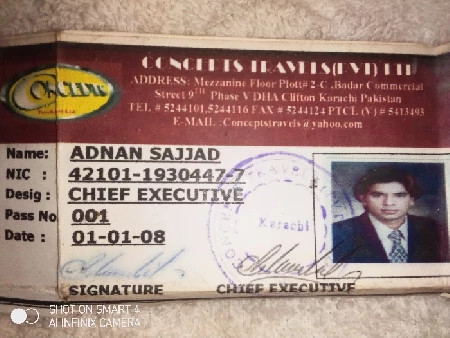 CONCEPTS TRAVELS(PVT) LTD
ADDRESS: Mezzanine Floor Plott# 2-C ,Badar Commercial
Street 9TH Phase V DHA Clifton Karachi Pakistan
TEL # 5244101,5244116 FAX # 5244124 PTCL (V) # 5413493
E-MAIL :Conceptstravels@yahoo.com
CONCEPTS
Name: ADNAN SAJJAD
NIC : 42101-1930447-7
Desig : CHIEF EXECUTIVE
Pass No 001
Karachi
Date : 01-01-08
SIGNATURE CHIEF EXECUTIVE
SHOT ON SMART 4
AI INFINIX CAMERA